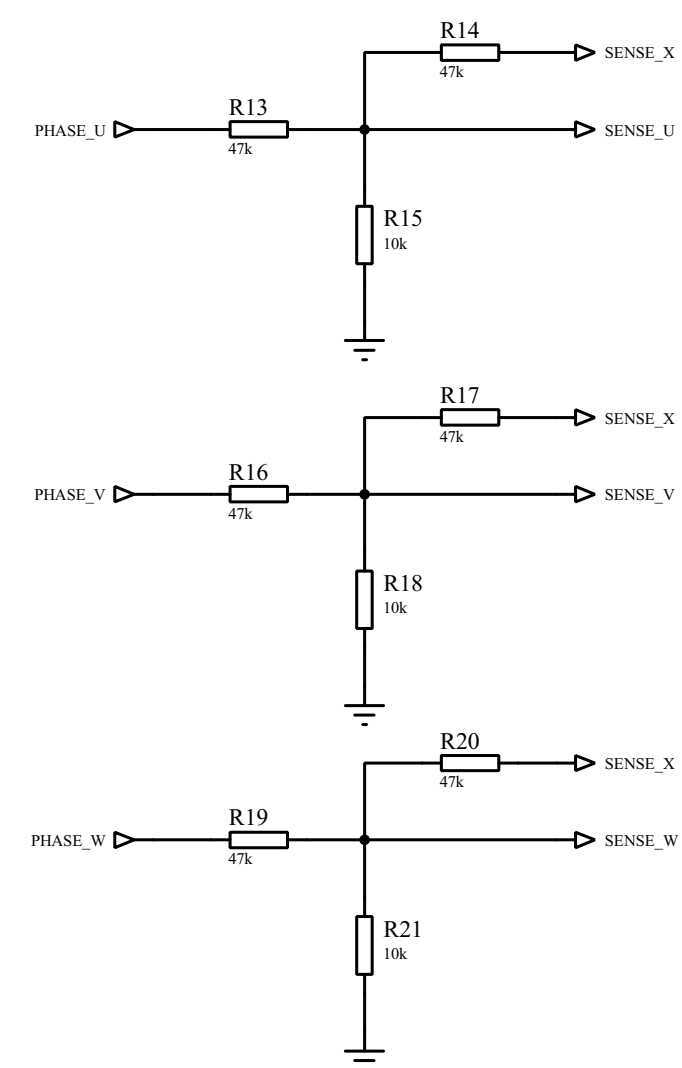 R14
47k
SENSE_X
R13
47k
PHASE_U
SENSE_U
R15
10k
R17
47k
SENSE_X
R16
47k
PHASE_V
SENSE_V
R18
10k
R20
47k
SENSE_X
R19
47k
PHASE_W
SENSE_W
R21
10k